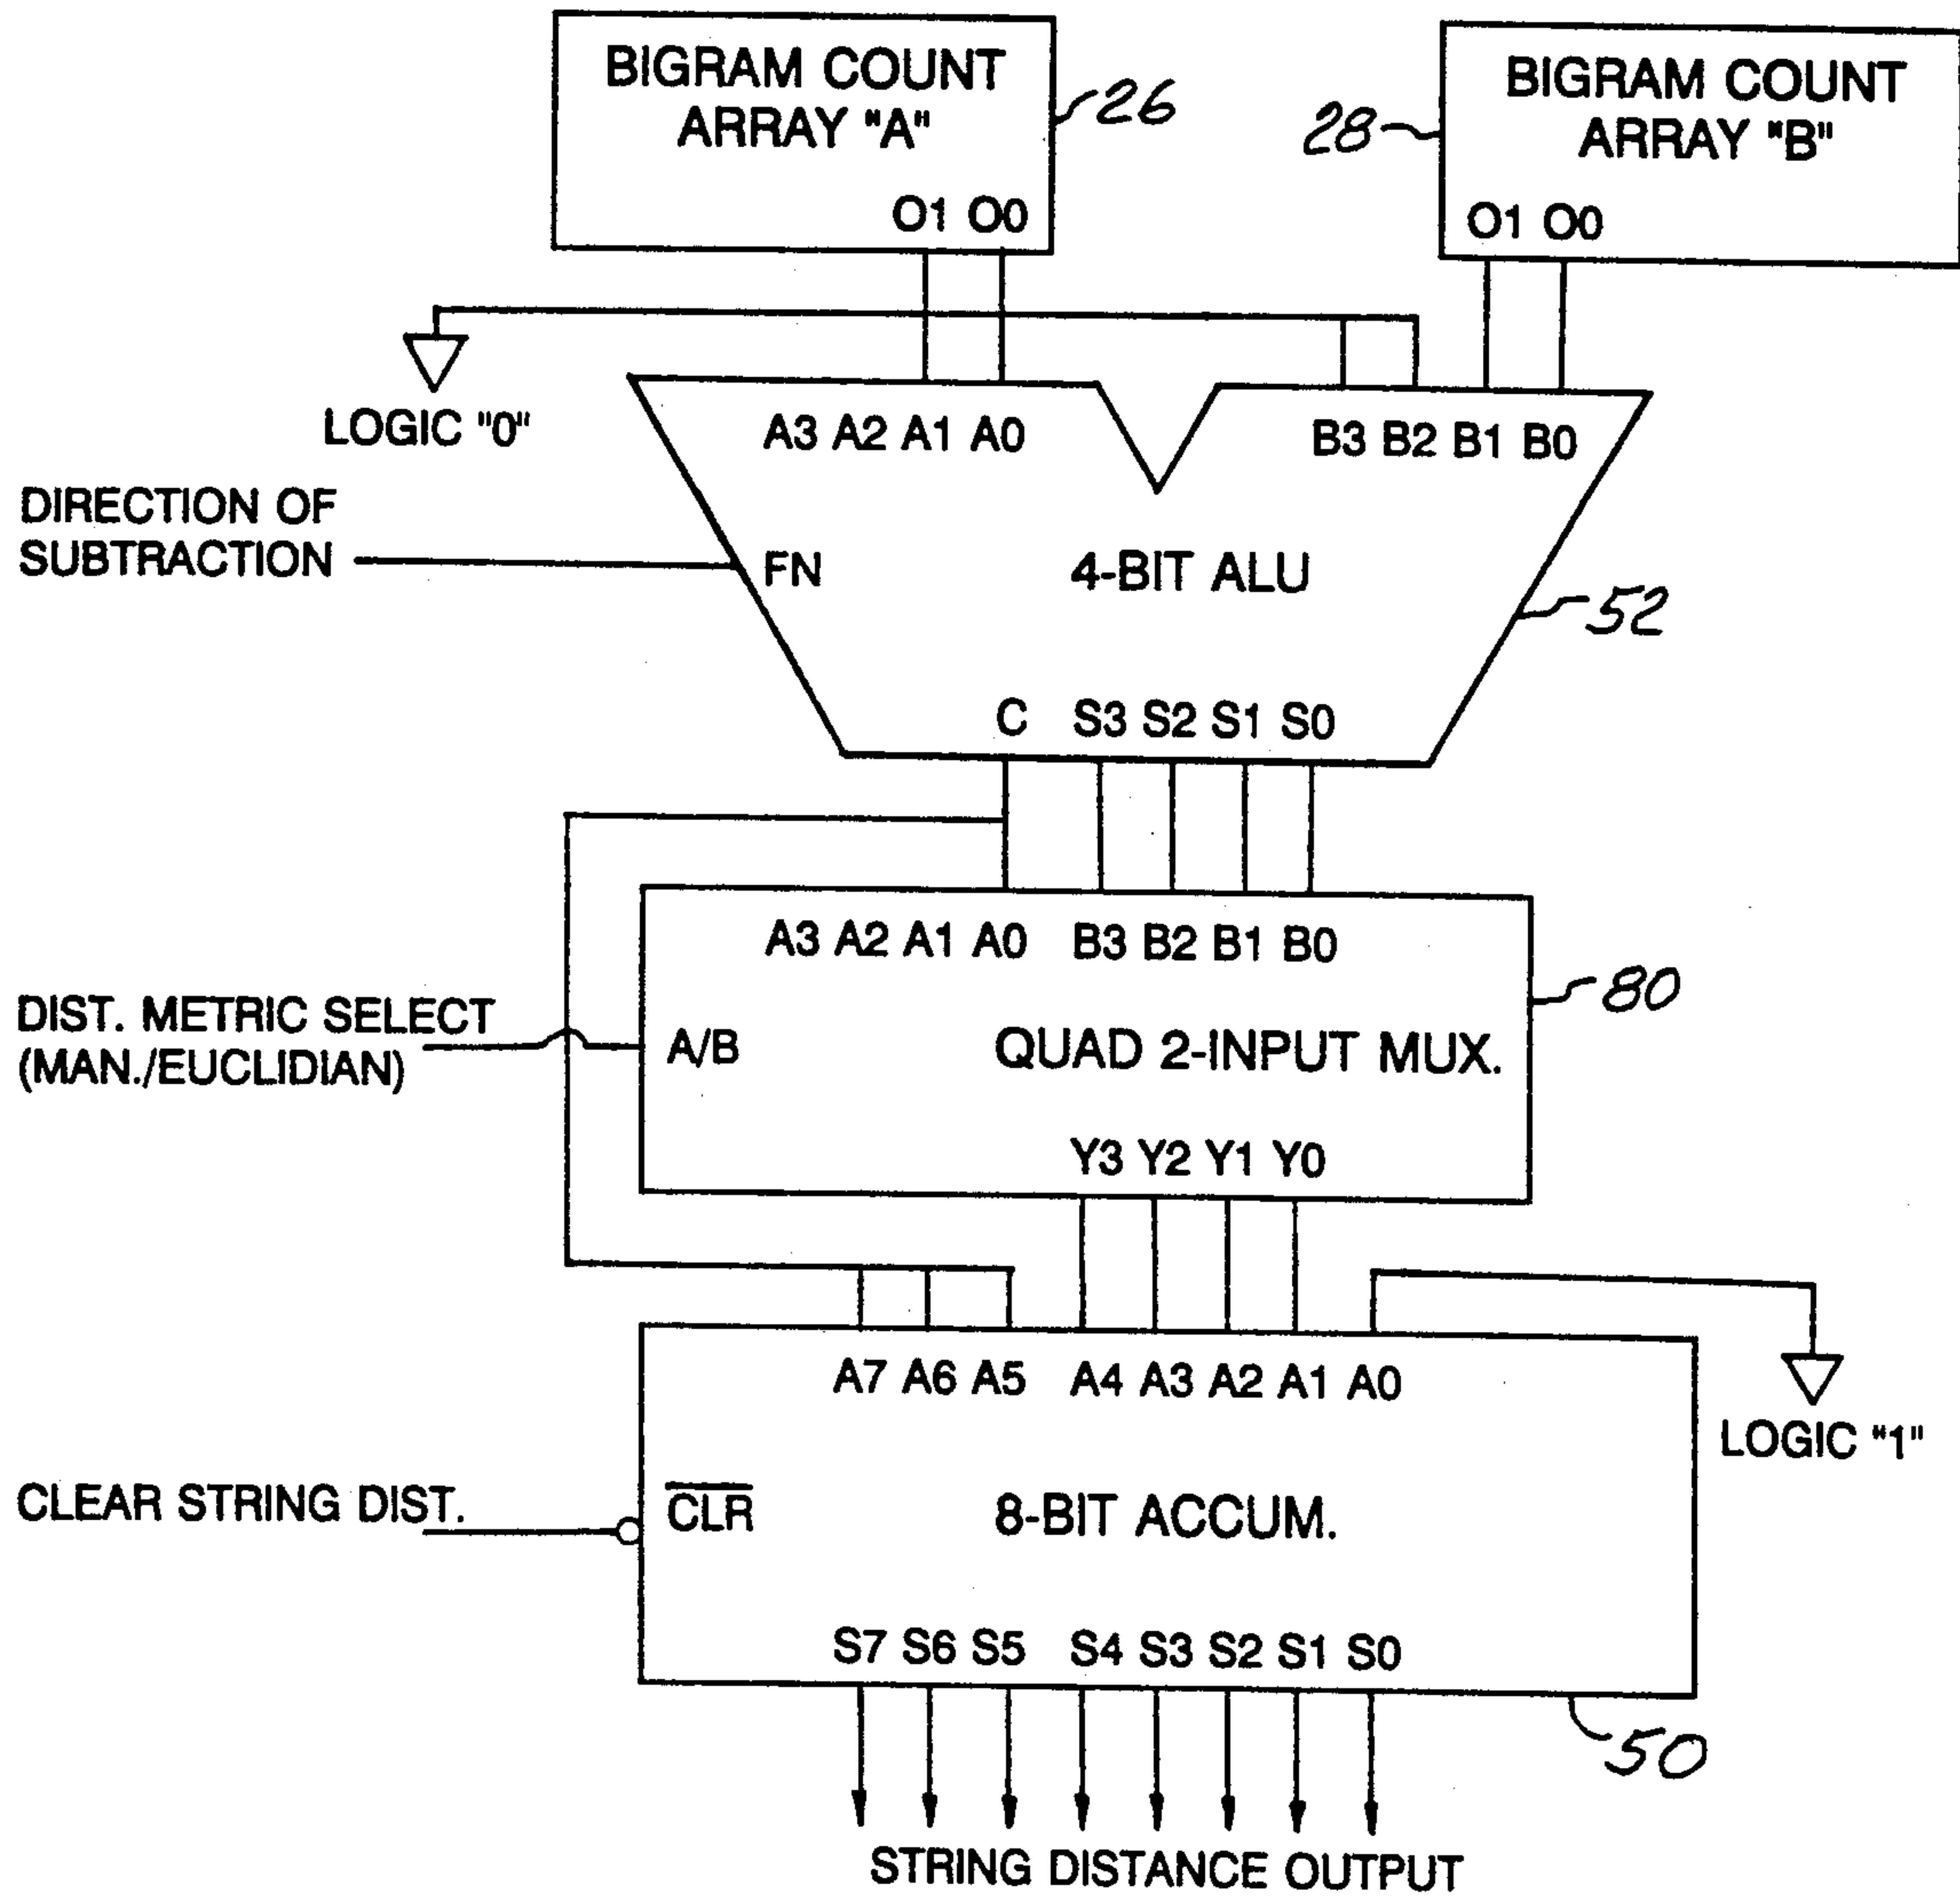 BIGRAM COUNT
ARRAY "A"
O1 O0
26
28
BIGRAM COUNT
ARRAY "B"
O1 O0
LOGIC "0"
A3 A2 A1 A0
B3 B2 B1 B0
DIRECTION OF
SUBTRACTION
FN
4-BIT ALU
52
C S3 S2 S1 S0
A3 A2 A1 A0 B3 B2 B1 B0
80
DIST. METRIC SELECT
(MAN./EUCLIDIAN)
A/B
QUAD 2-INPUT MUX.
Y3 Y2 Y1 Y0
A7 A6 A5 A4 A3 A2 A1 A0
LOGIC "1"
CLEAR STRING DIST.
CLR
8-BIT ACCUM.
S7 S6 S5 S4 S3 S2 S1 S0
50
STRING DISTANCE OUTPUT